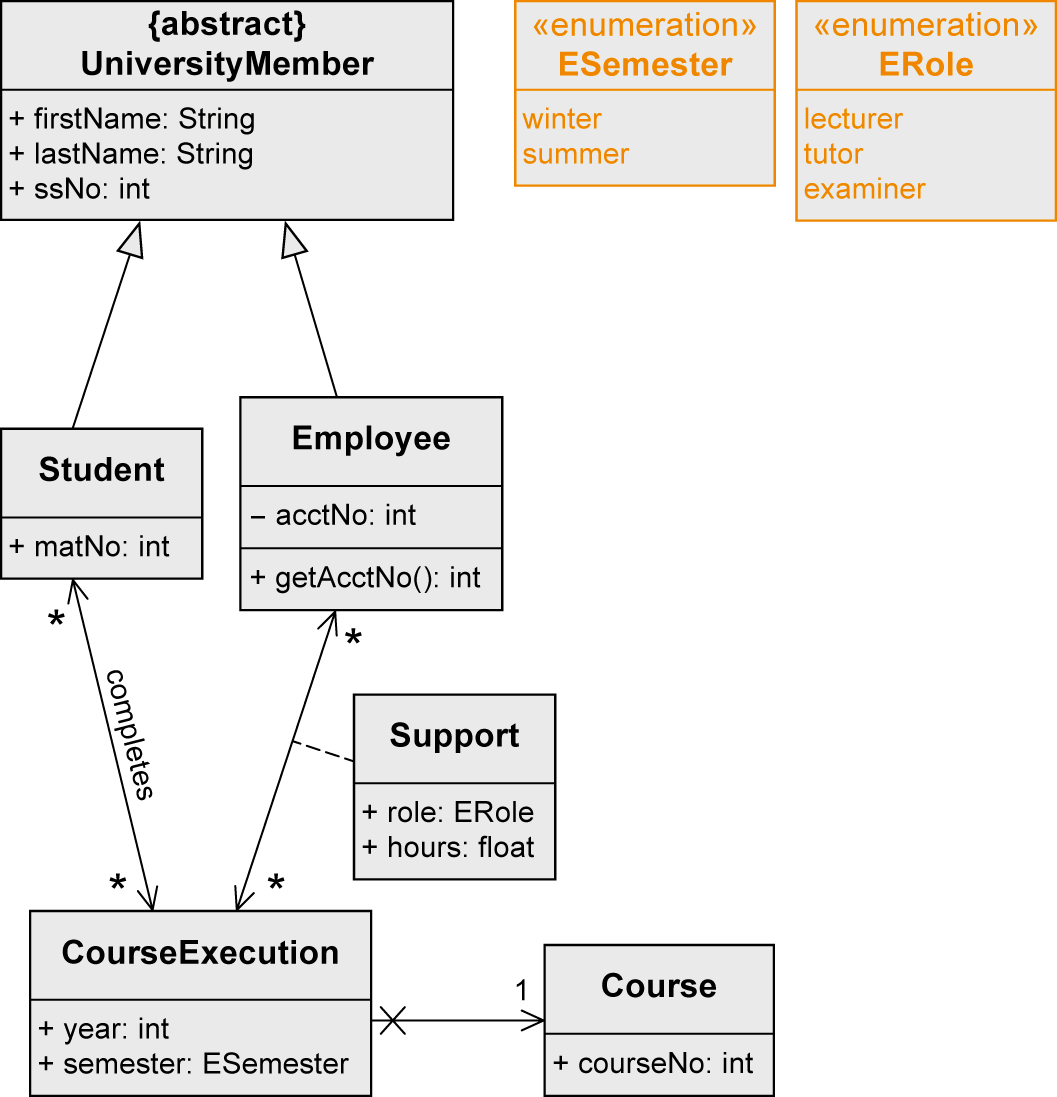 {abstract}
UniversityMember
+ firstName: String
+ lastName: String
+ ssNo: int
«enumeration»
ESemester
winter
summer
«enumeration»
ERole
lecturer
tutor
examiner
Student
+ matNo: int
Employee
– acctNo: int
+ getAcctNo(): int
*
*
completes
Support
+ role: ERole
+ hours: float
*
*
CourseExecution
+ year: int
+ semester: ESemester
1
Course
+ courseNo: int